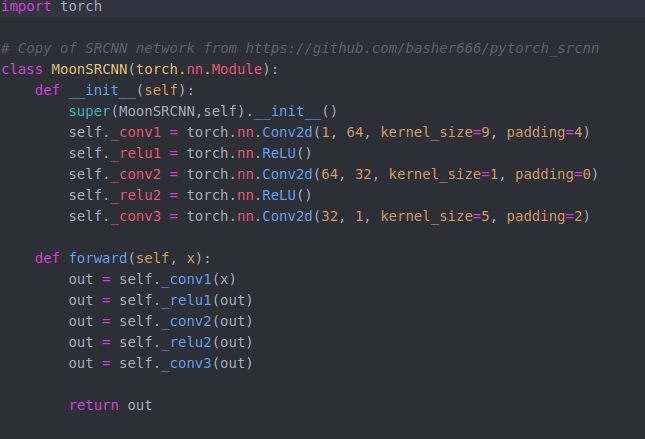 import torch

# Copy of SRCNN network from https://github.com/basher666/pytorch_srcnn
class MoonSRCNN(torch.nn.Module):
    def __init__(self):
        super(MoonSRCNN,self).__init__()
        self._conv1 = torch.nn.Conv2d(1, 64, kernel_size=9, padding=4)
        self._relu1 = torch.nn.ReLU()
        self._conv2 = torch.nn.Conv2d(64, 32, kernel_size=1, padding=0)
        self._relu2 = torch.nn.ReLU()
        self._conv3 = torch.nn.Conv2d(32, 1, kernel_size=5, padding=2)

    def forward(self, x):
        out = self._conv1(x)
        out = self._relu1(out)
        out = self._conv2(out)
        out = self._relu2(out)
        out = self._conv3(out)

        return out